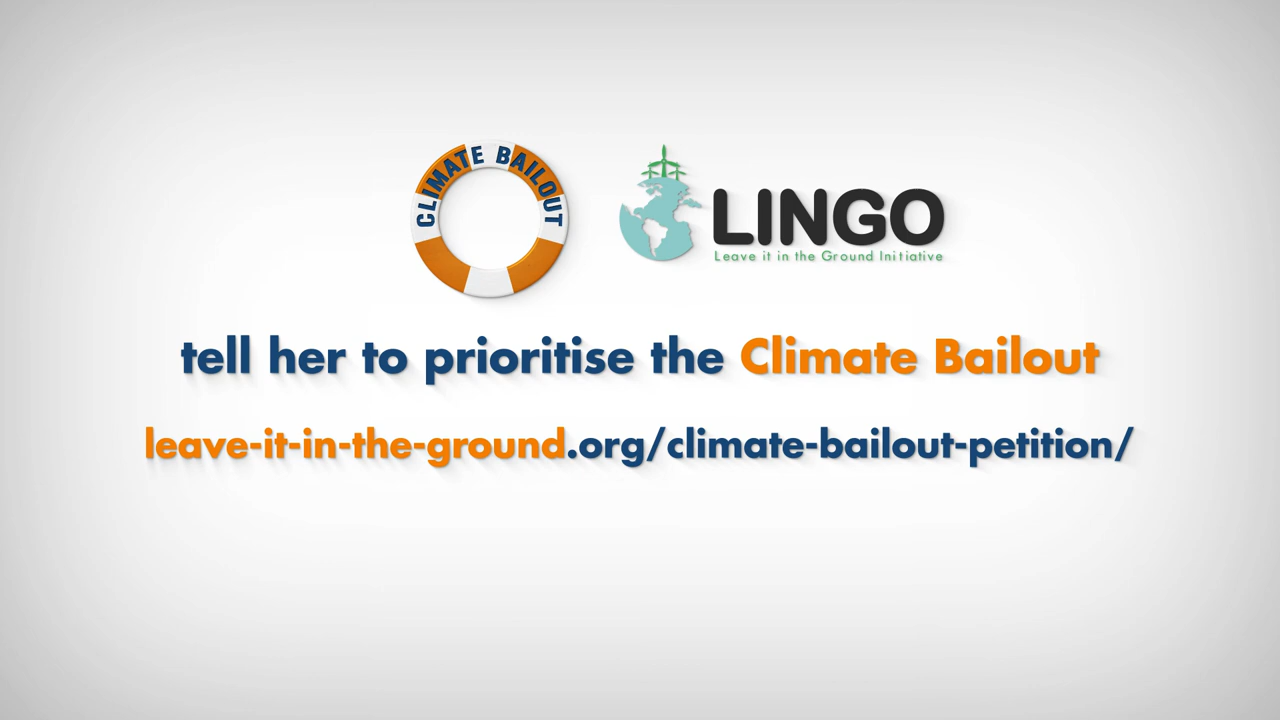 CLIMATE BAILOUT
LINGO
Leave it in the Ground Initiative
tell her to prioritise the Climate Bailout
leave-it-in-the-ground.org/climate-bailout-petition/